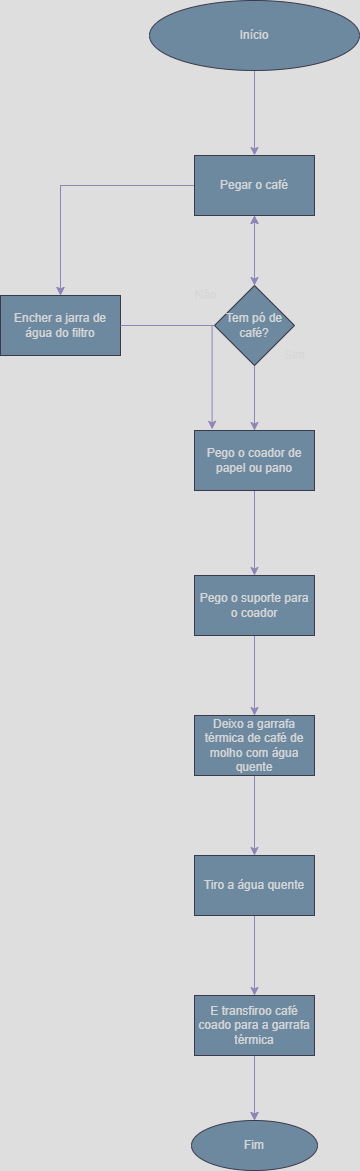 Início
Pegar o café
Não
Encher a jarra de
água do filtro
Tem pó de
café?
Sim
Pego o coador de
papel ou pano
Pego o suporte para
o coador
Deixo a garrafa
térmica de café de
molho com água
quente
Tiro a água quente
E transfiroo café
coado para a garrafa
térmica
Fim